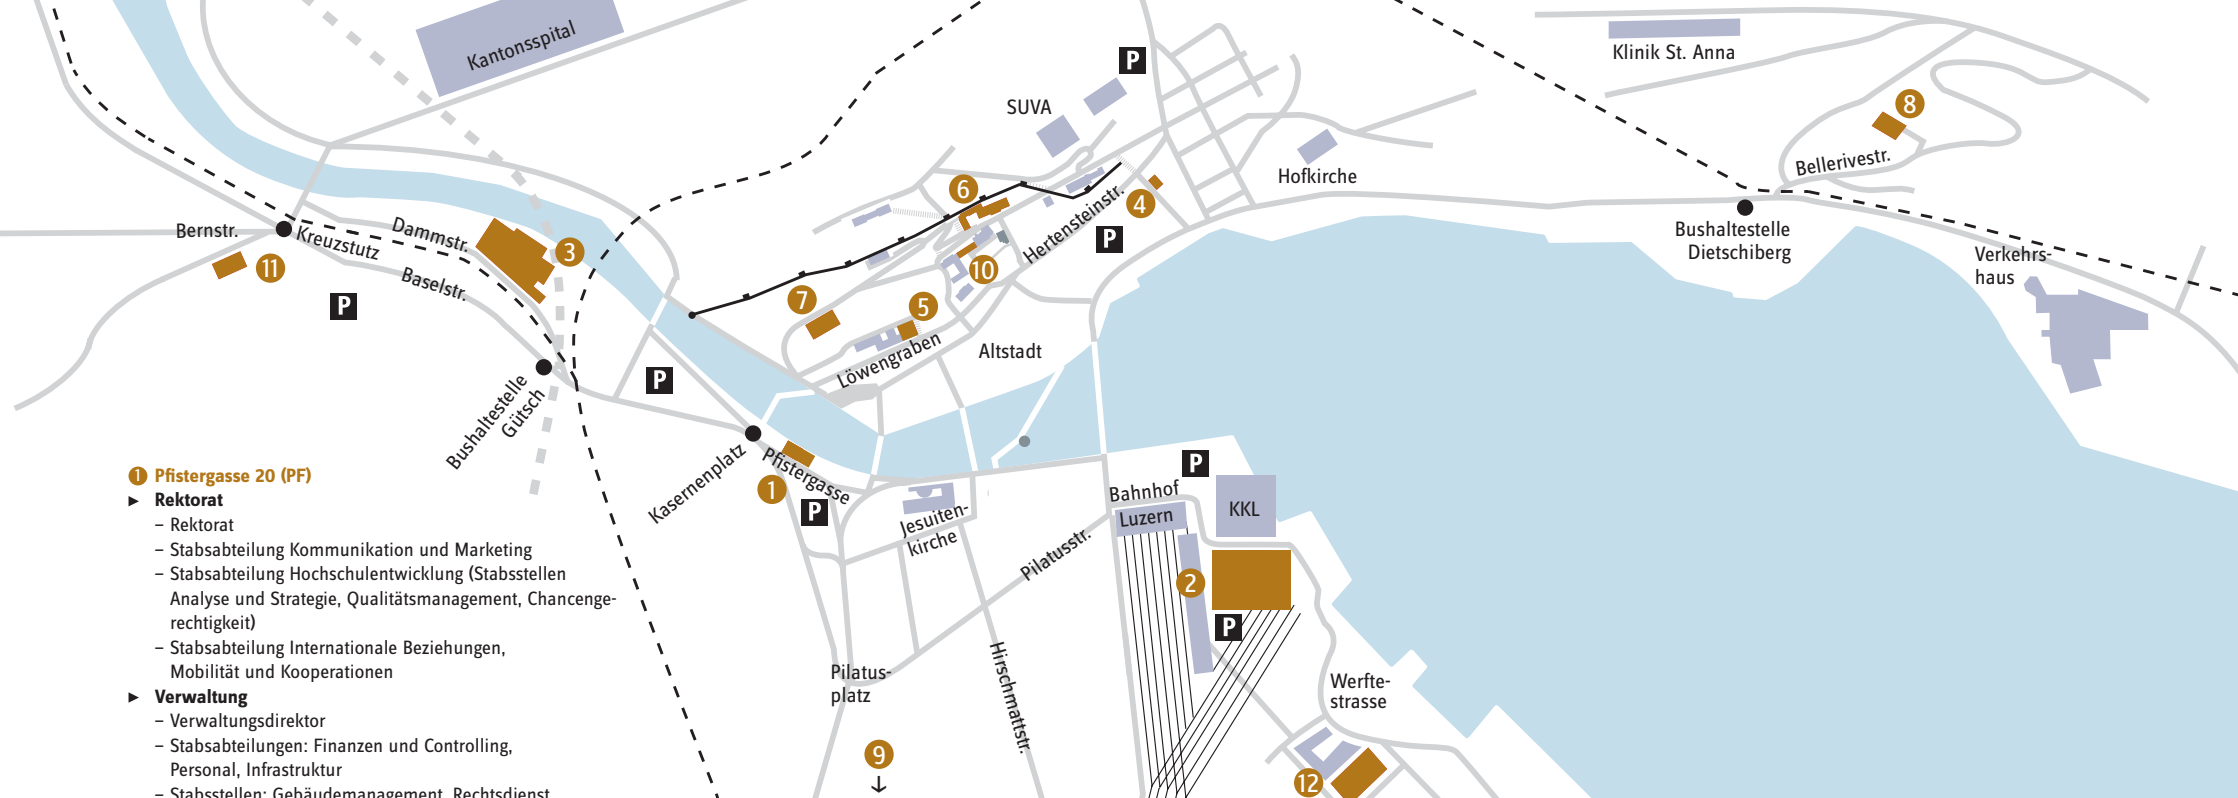 Kantonsspital
P
SUVA
Klinik St. Anna
8
Bellerivestr.
Hofkirche
6
4
Hertensteinstr.
P
Bernstr.
Kreuzstutz
Dammstr.
3
11
Baselstr.
P
10
7
5
Löwengraben
Altstadt
Bushaltestelle
Dietschiberg
Verkehrs-
haus
P
Bushaltestelle
Gütsch
Kasernenplatz
Pfistergasse
1
P
Jesuiten-
kirche
Pilatusstr.
P
Bahnhof
Luzern
KKL
2
P
Pilatus-
platz
Hirschmattstr.
Werfte-
strasse
9
12
1 Pfistergasse 20 (PF)
► Rektorat
– Rektorat
– Stabsabteilung Kommunikation und Marketing
– Stabsabteilung Hochschulentwicklung (Stabsstellen
Analyse und Strategie, Qualitätsmanagement, Chancenge-
rechtigkeit)
– Stabsabteilung Internationale Beziehungen,
Mobilität und Kooperationen
► Verwaltung
– Verwaltungsdirektor
– Stabsabteilungen: Finanzen und Controlling,
Personal, Infrastruktur
– Stabsstellen: Gebäudemanagement, Rechtsdienst